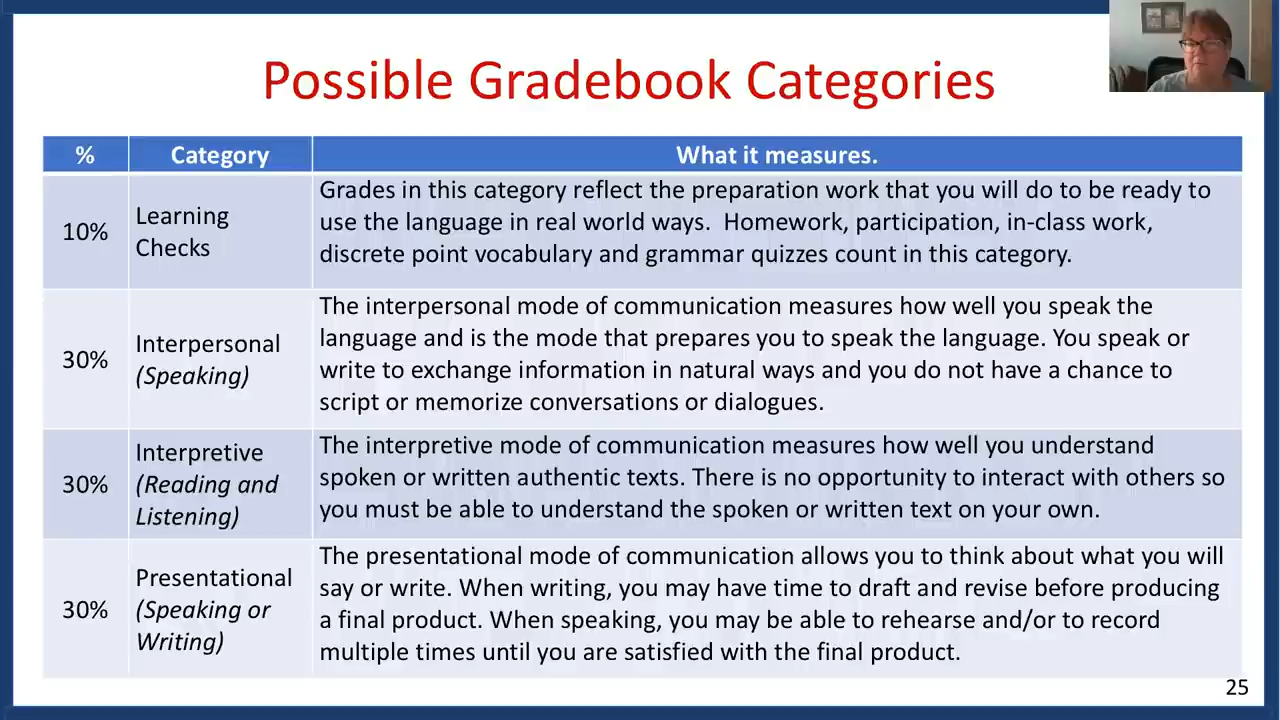 Possible Gradebook Categories
% Category What it measures.
10%
Learning
Checks
Grades in this category reflect the preparation work that you will do to be ready to
use the language in real world ways. Homework, participation, in-class work,
discrete point vocabulary and grammar quizzes count in this category.
30%
Interpersonal
(Speaking)
The interpersonal mode of communication measures how well you speak the
language and is the mode that prepares you to speak the language. You speak or
write to exchange information in natural ways and you do not have a chance to
script or memorize conversations or dialogues.
30%
Interpretive
(Reading and
Listening)
The interpretive mode of communication measures how well you understand
spoken or written authentic texts. There is no opportunity to interact with others so
you must be able to understand the spoken or written text on your own.
30%
Presentational
(Speaking or
Writing)
The presentational mode of communication allows you to think about what you will
say or write. When writing, you may have time to draft and revise before producing
a final product. When speaking, you may be able to rehearse and/or to record
multiple times until you are satisfied with the final product.
25